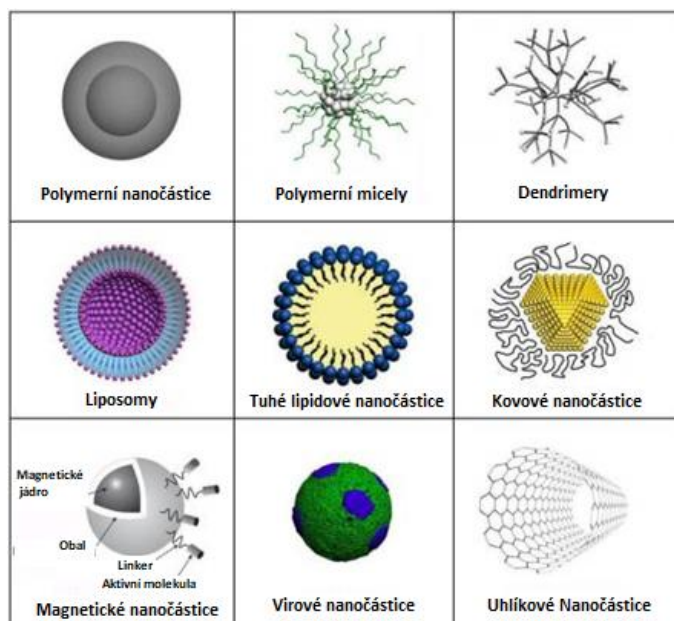 Polymerní nanočástice
Polymerní micely
Dendrimery
Liposomy
Tuhé lipidové nanočástice
Kovové nanočástice
Magnetické
jádro
Obal
Linker
Aktivní molekula
Magnetické nanočástice
Virové nanočástice
Uhlíkové Nanočástice